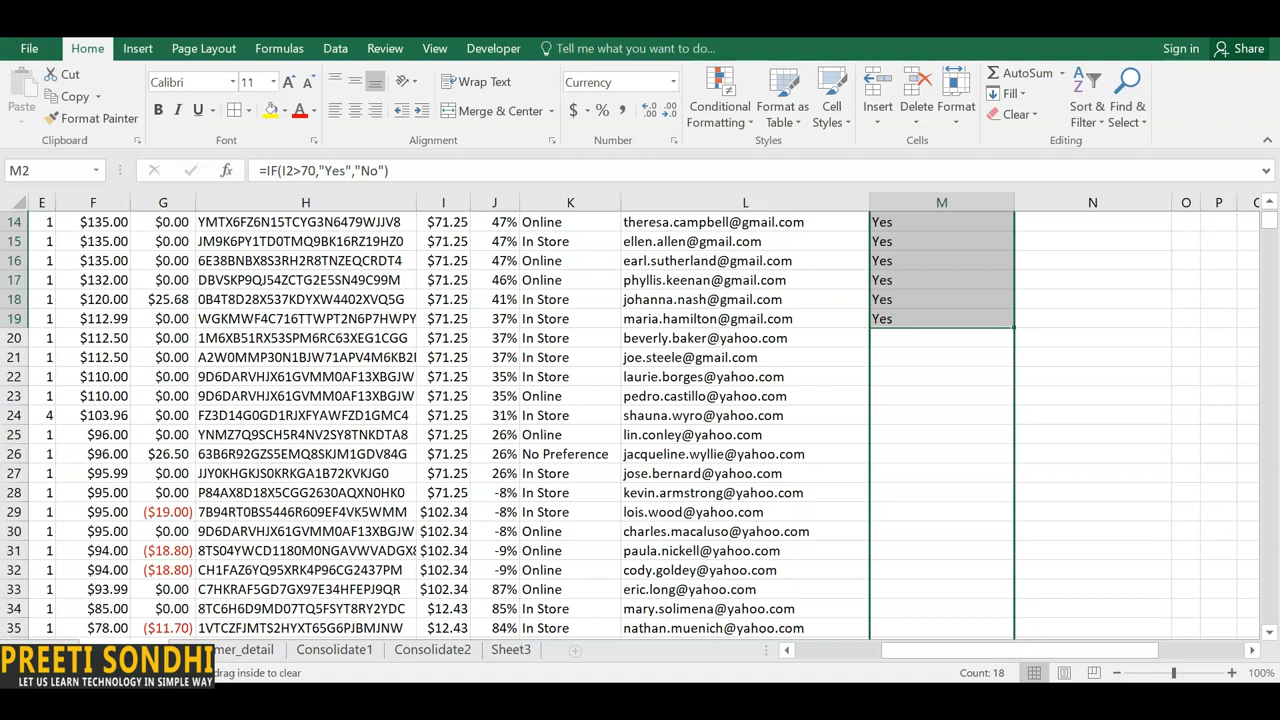 File Home Insert Page Layout Formulas Data Review View Developer Tell me what you want to do... Sign in Share
Cut
Copy
Format Painter
Paste
Clipboard
Calibri 11
B I U
Font
Wrap Text
Merge & Center
Alignment
Currency
$ %
Number
Conditional Formatting
Format as Table
Cell Styles
Styles
Insert Delete Format
Cells
AutoSum
Fill
Clear
Sort & Filter
Find & Select
Editing
M2 fx =IF(I2>70,"Yes","No")
E F G H I J K L M N O P
14 1 $135.00 $0.00 YMTX6FZ6N15TCYG3N6479WJJV8 $71.25 47% Online theresa.campbell@gmail.com Yes
15 1 $135.00 $0.00 JM9K6PY1TD0TMQ9BK16RZ19HZ0 $71.25 47% In Store ellen.allen@gmail.com Yes
16 1 $135.00 $0.00 6E38BNBX8S3RH2R8TNZEQCRDT4 $71.25 47% Online earl.sutherland@gmail.com Yes
17 1 $132.00 $0.00 DBVSKP9QJ54ZCTG2E5SN49C99M $71.25 46% Online phyllis.keenan@gmail.com Yes
18 1 $120.00 $25.68 0B4T8D28X537KDYXW4402XVQ5G $71.25 41% In Store johanna.nash@gmail.com Yes
19 1 $112.99 $0.00 WGKMWF4C716TTWPT2N6P7HWPY $71.25 37% In Store maria.hamilton@gmail.com Yes
20 1 $112.50 $0.00 1M6XB51RX53SPM6RC63XEG1CGG $71.25 37% In Store beverly.baker@yahoo.com
21 1 $112.50 $0.00 A2W0MMP30N1BJW71APV4M6KB2 $71.25 37% In Store joe.steele@gmail.com
22 1 $110.00 $0.00 9D6DARVHJX61GVMM0AF13XBGJW $71.25 35% In Store laurie.borges@yahoo.com
23 1 $110.00 $0.00 9D6DARVHJX61GVMM0AF13XBGJW $71.25 35% Online pedro.castillo@yahoo.com
24 4 $103.96 $0.00 FZ3D14G0GD1RJXFYAWFZD1GMC4 $71.25 31% In Store shauna.wyro@yahoo.com
25 1 $96.00 $0.00 YNMZ7Q9SCH5R4NV2SY8TNKDTA8 $71.25 26% Online lin.conley@yahoo.com
26 1 $96.00 $26.50 63B6R92GZS5EMQ8SKJM1GDV84G $71.25 26% No Preference jacqueline.wyllie@yahoo.com
27 1 $95.99 $0.00 JJY0KHGKJS0KRKGA1B72KVKJG0 $71.25 26% In Store jose.bernard@yahoo.com
28 1 $95.00 $0.00 P84AX8D18X5CGG2630AQXN0HK0 $71.25 -8% In Store kevin.armstrong@yahoo.com
29 1 $95.00 ($19.00) 7B94RT0BS5446R609EF4VK5WMM $102.34 -8% In Store lois.wood@yahoo.com
30 1 $95.00 $0.00 9D6DARVHJX61GVMM0AF13XBGJW $102.34 -8% Online charles.macaluso@yahoo.com
31 1 $94.00 ($18.80) 8TS04YWCD1180M0NGAVWVADGX $102.34 -9% Online paula.nickell@yahoo.com
32 1 $94.00 ($18.80) CH1FAZ6YQ95XRK4P96CG2437PM $102.34 -9% Online cody.goldey@yahoo.com
33 1 $93.99 $0.00 C7HKRAF5GD7GX97E34HFEPJ9QR $102.34 87% Online eric.long@yahoo.com
34 1 $85.00 $0.00 8TC6H6D9MD07TQ5FSYT8RY2YDC $12.43 85% In Store mary.solimena@yahoo.com
35 1 $78.00 ($11.70) 1VTCZFJMTS2HYXT65G6PJBMJNW $12.43 84% In Store nathan.muenich@yahoo.com
mer_detail Consolidate1 Consolidate2 Sheet3
PREETI SONDHI
LET US LEARN TECHNOLOGY IN SIMPLE WAY
drag inside to clear Count: 18 100%